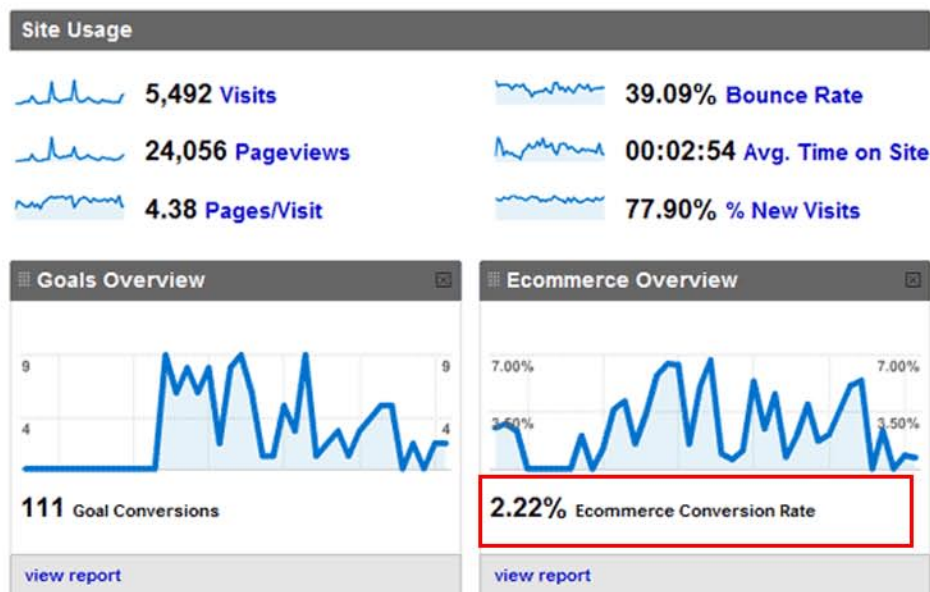 Site Usage
5,492 Visits
39.09% Bounce Rate
24,056 Pageviews
00:02:54 Avg. Time on Site
4.38 Pages/Visit
77.90% % New Visits
Goals Overview
9 9
4 4
111 Goal Conversions
view report
Ecommerce Overview
7.00% 7.00%
3.50% 3.50%
2.22% Ecommerce Conversion Rate
view report